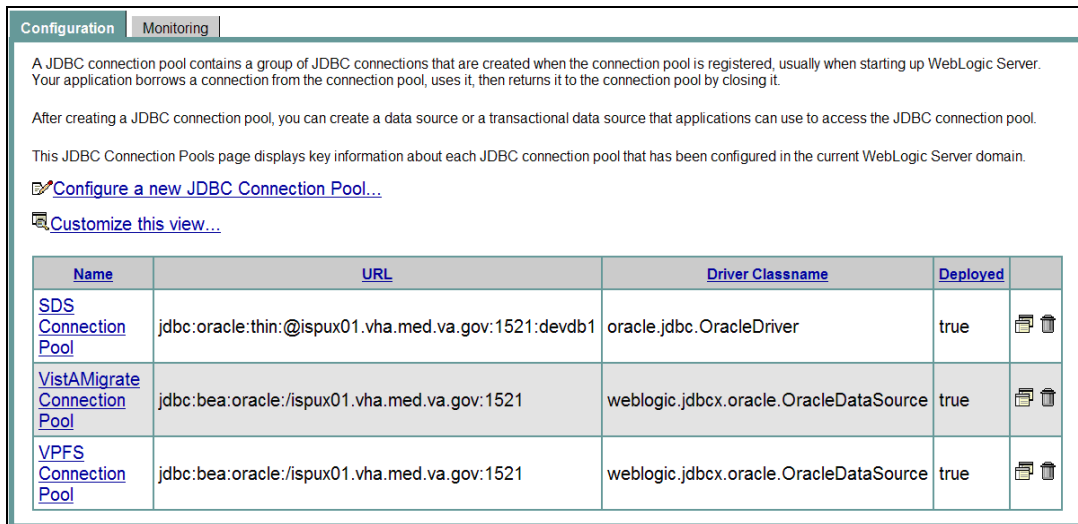 Configuration Monitoring
A JDBC connection pool contains a group of JDBC connections that are created when the connection pool is registered, usually when starting up WebLogic Server.
Your application borrows a connection from the connection pool, uses it, then returns it to the connection pool by closing it.
After creating a JDBC connection pool, you can create a data source or a transactional data source that applications can use to access the JDBC connection pool.
This JDBC Connection Pools page displays key information about each JDBC connection pool that has been configured in the current WebLogic Server domain.
Configure a new JDBC Connection Pool...
Customize this view...
Name URL Driver Classname Deployed
SDS
Connection
Pool
jdbc:oracle:thin:@ispux01.vha.med.va.gov:1521:devdb1 oracle.jdbc.OracleDriver true
VistAMigrate
Connection
Pool
jdbc:bea:oracle:/ispux01.vha.med.va.gov:1521 weblogic.jdbcx.oracle.OracleDataSource true
VPFS
Connection
Pool
jdbc:bea:oracle:/ispux01.vha.med.va.gov:1521 weblogic.jdbcx.oracle.OracleDataSource true